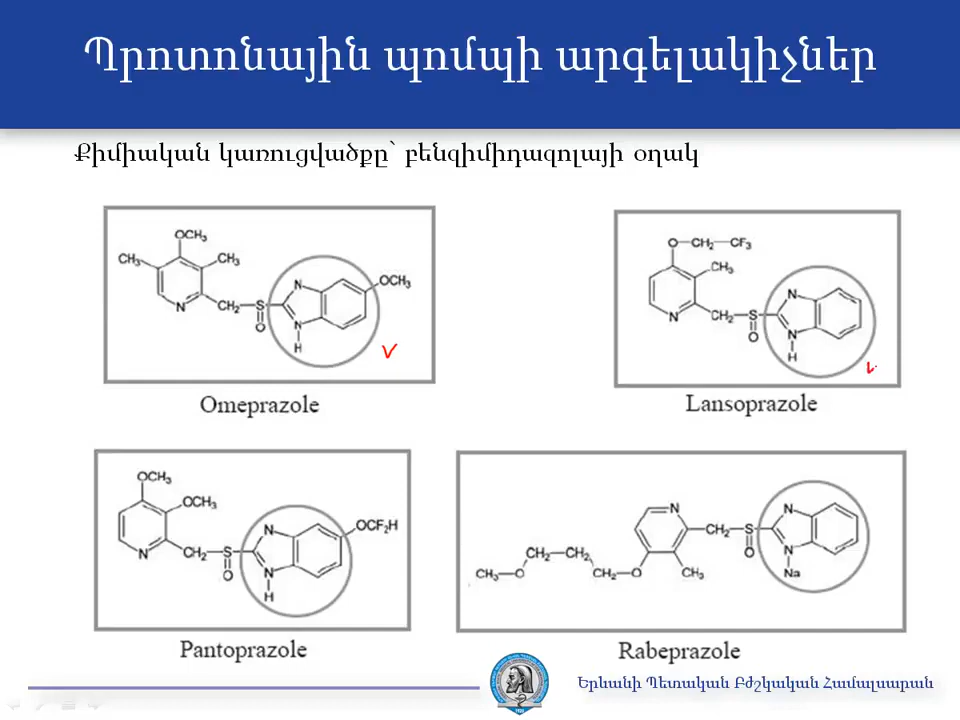 Պրոտոնային պոմպի արգելակիչներ
Քիմիական կառուցվածքը՝ բենզիմիդազոլայի օղակ
OCH₃
CH₃
CH₃
N
CH₂
S
O
N
N
H
OCH₃
Omeprazole
O
CH₂
CF₃
CH₃
N
CH₂
S
O
N
N
H
Lansoprazole
OCH₃
OCH₃
N
CH₂
S
O
N
N
H
OCF₂H
Pantoprazole
CH₃
O
CH₂
CH₂
CH₂
O
N
CH₃
CH₂
S
O
N
N
Na
Rabeprazole
Երևանի Պետական Բժշկական Համալսարան